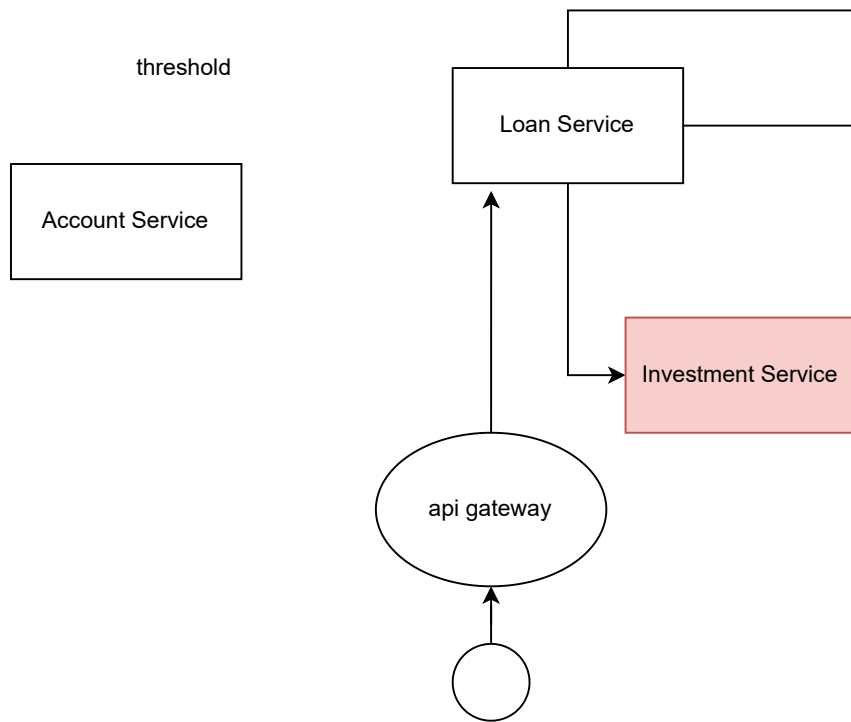 threshold
Loan Service
Account Service
Investment Service
api gateway